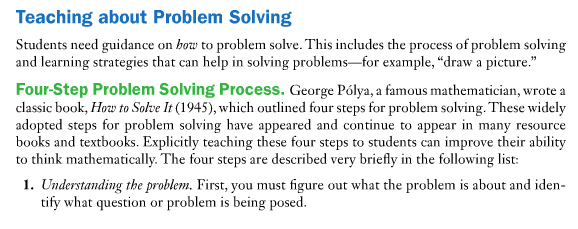 Teaching about Problem Solving
Students need guidance on how to problem solve. This includes the process of problem solving
and learning strategies that can help in solving problems—for example, “draw a picture.”
Four-Step Problem Solving Process. George Pólya, a famous mathematician, wrote a
classic book, How to Solve It (1945), which outlined four steps for problem solving. These widely
adopted steps for problem solving have appeared and continue to appear in many resource
books and textbooks. Explicitly teaching these four steps to students can improve their ability
to think mathematically. The four steps are described very briefly in the following list:
1. Understanding the problem. First, you must figure out what the problem is about and iden-
tify what question or problem is being posed.